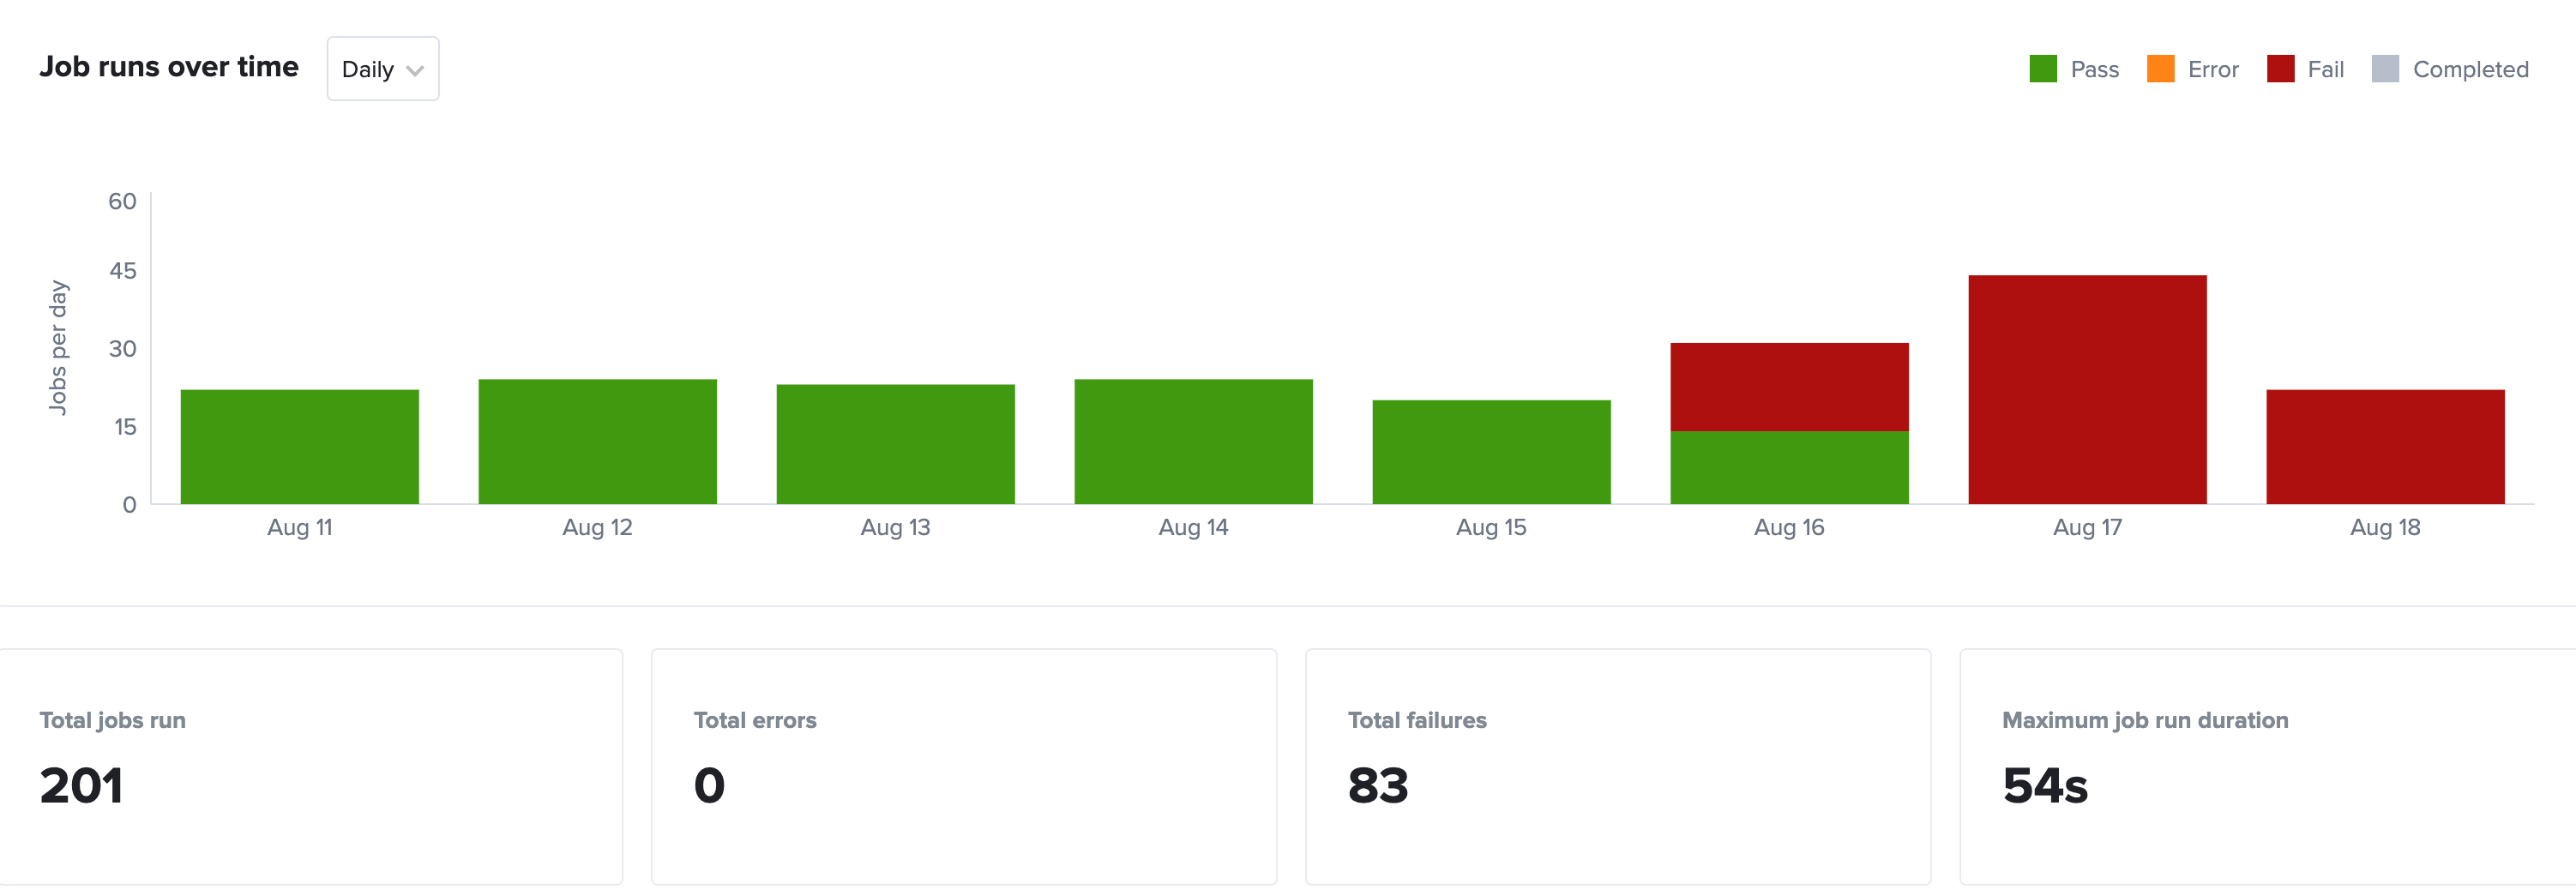 Job runs over time
Daily
Pass
Error
Fail
Completed
Jobs per day
60
45
30
15
0
Aug 11
Aug 12
Aug 13
Aug 14
Aug 15
Aug 16
Aug 17
Aug 18
Total jobs run
201
Total errors
0
Total failures
83
Maximum job run duration
54s